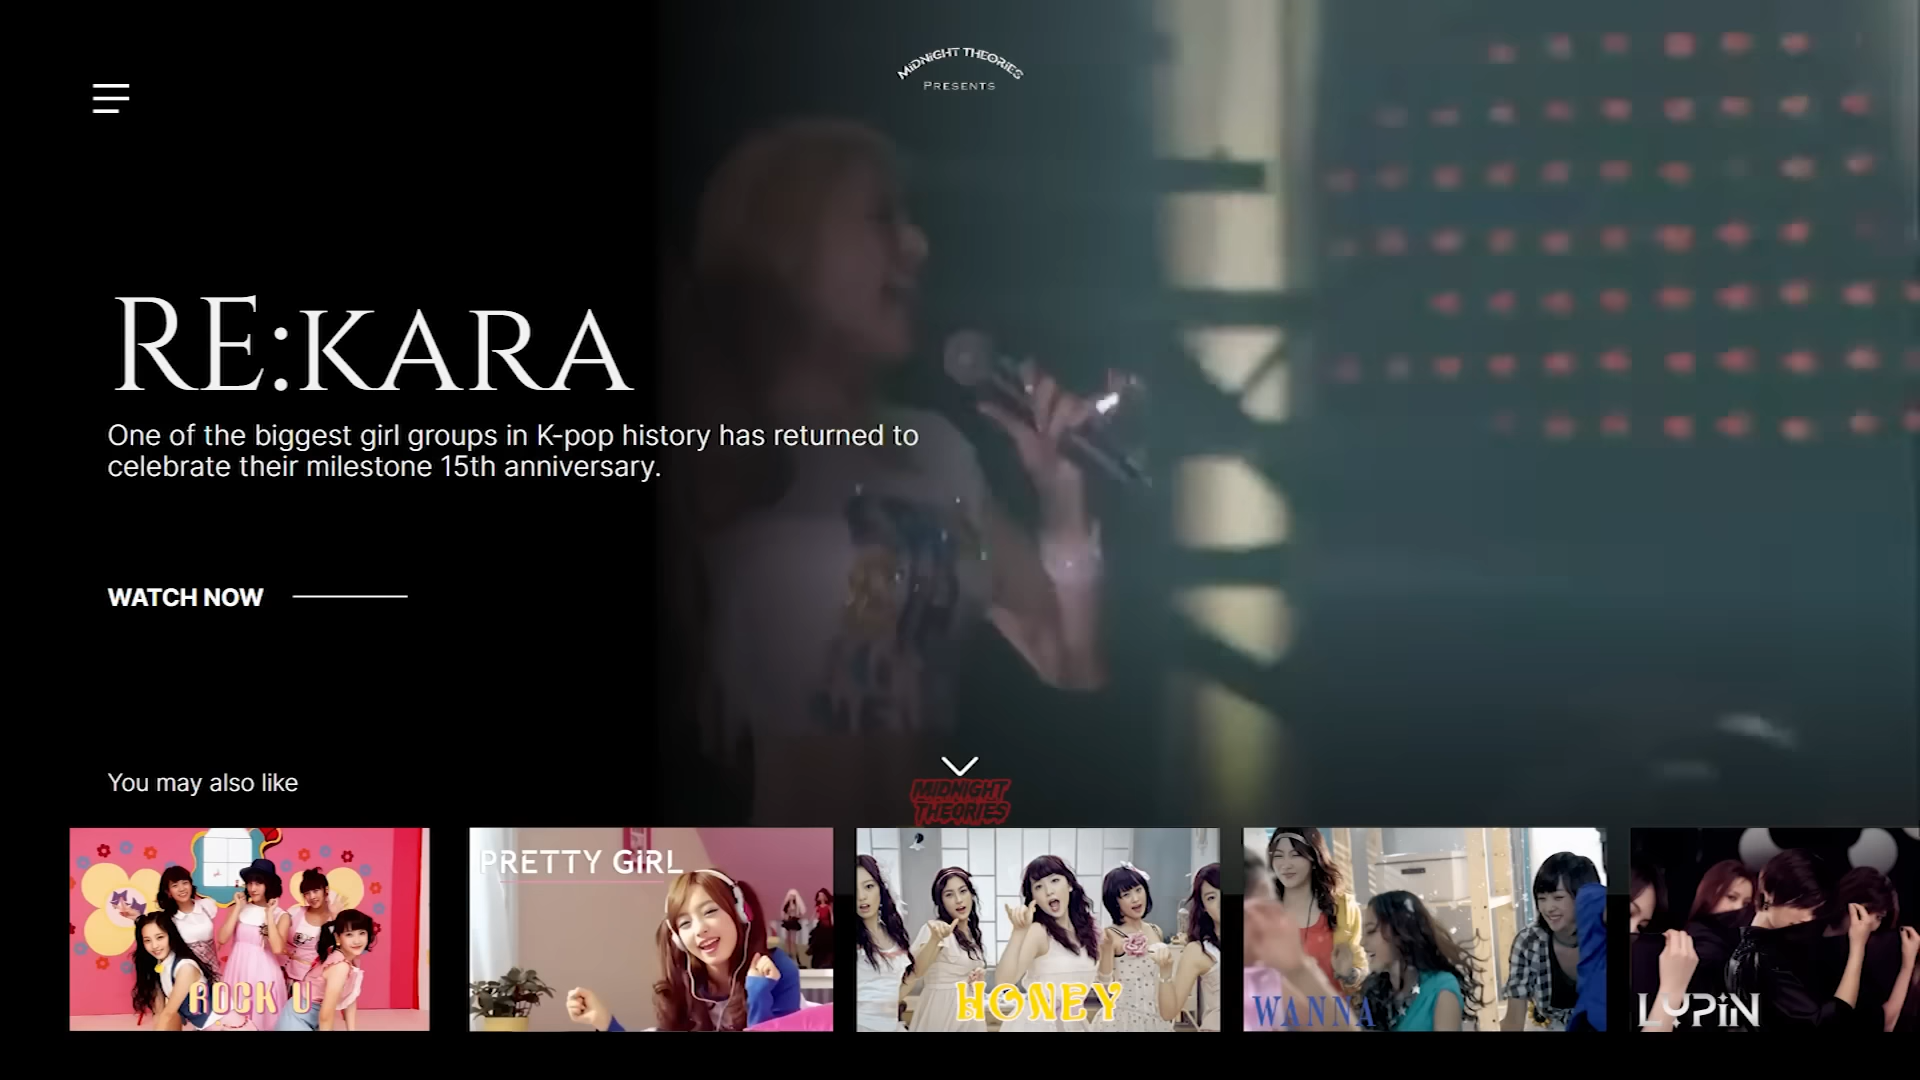 MiDNiGHT THEORiES
PRESENTS
RE:KARA
One of the biggest girl groups in K-pop history has returned to
celebrate their milestone 15th anniversary.
WATCH NOW
You may also like
MiDNiGHT
THEORiES
ROCK U
PRETTY GiRL
HONEY
WANNA
LUPiN